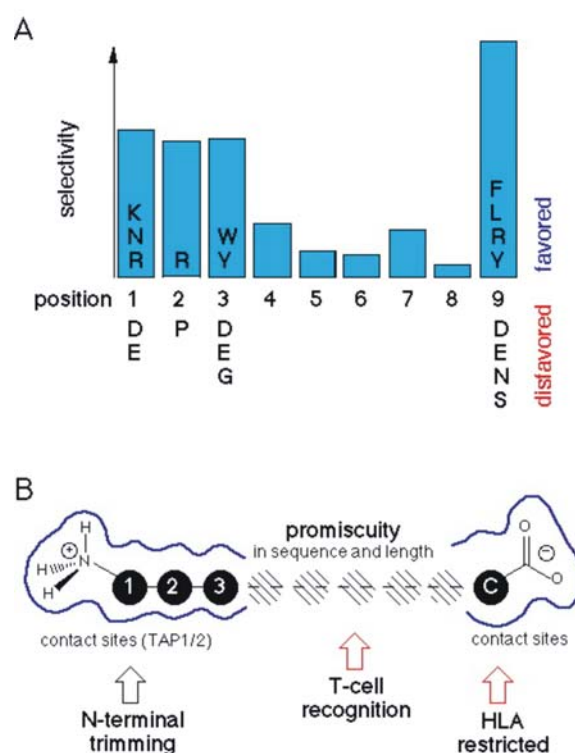 A
selectivity
K
N
R
R
W
Y
F
L
R
Y
favored
position 1 2 3 4 5 6 7 8 9
D
E
P
D
E
G
D
E
N
S
disfavored
B
H
H
H
N
+
1
2
3
promiscuity
in sequence and length
C
O
O
−
contact sites (TAP1/2)
contact sites
N-terminal
trimming
T-cell
recognition
HLA
restricted